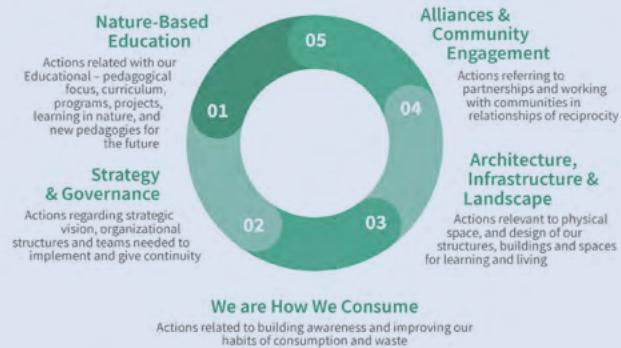 Nature-Based
Education
Actions related with our
Educational – pedagogical
focus, curriculum,
programs, projects,
learning in nature, and
new pedagogies for
the future
01
Strategy
& Governance
Actions regarding strategic
vision, organizational
structures and teams needed to
implement and give continuity
02
We are How We Consume
Actions related to building awareness and improving our
habits of consumption and waste
03
Architecture,
Infrastructure &
Landscape
Actions relevant to physical
space, and design of our
structures, buildings and spaces
for learning and living
04
Alliances &
Community
Engagement
Actions referring to
partnerships and working
with communities in
relationships of reciprocity
05